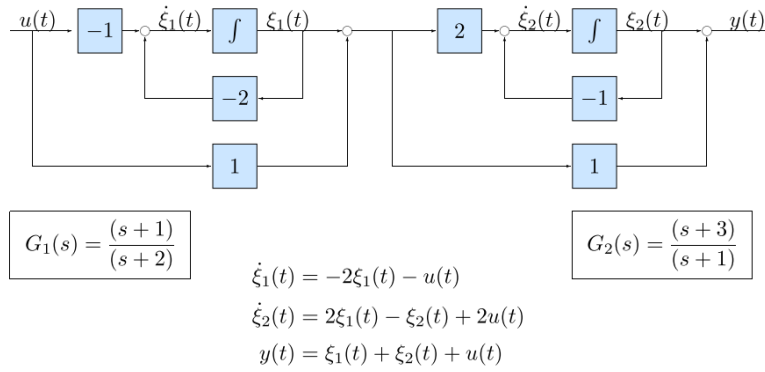 u(t) −1 ξ̇₁(t) ∫ ξ₁(t) 2 ξ̇₂(t) ∫ ξ₂(t) y(t)
−2 −1
1 1
G₁(s) = (s + 1)/(s + 2) G₂(s) = (s + 3)/(s + 1)
ξ̇₁(t) = −2ξ₁(t) − u(t)
ξ̇₂(t) = 2ξ₁(t) − ξ₂(t) + 2u(t)
y(t) = ξ₁(t) + ξ₂(t) + u(t)